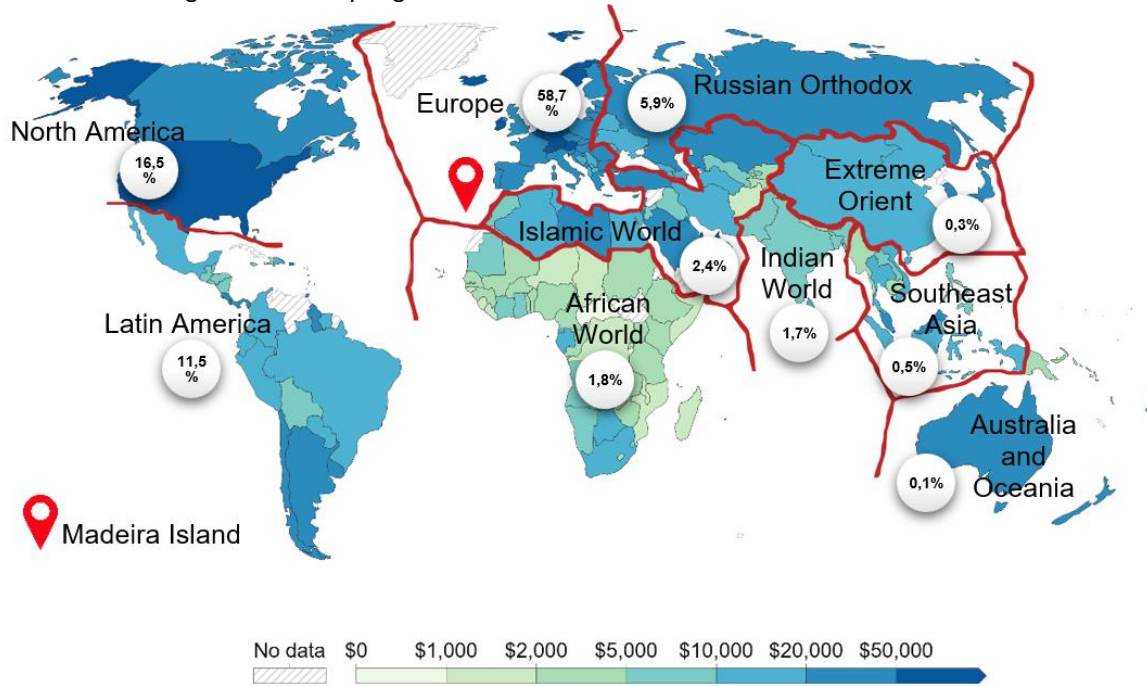 North America
16,5
%
Europe
58,7
%
5,9%
Russian Orthodox
Extreme
Orient
0,3%
Islamic World
2,4%
Indian
World
1,7%
African
World
1,8%
Southeast
Asia
0,5%
Latin America
11,5
%
Australia
and
Oceania
0,1%
Madeira Island
No data
$0
$1,000
$2,000
$5,000
$10,000
$20,000
$50,000